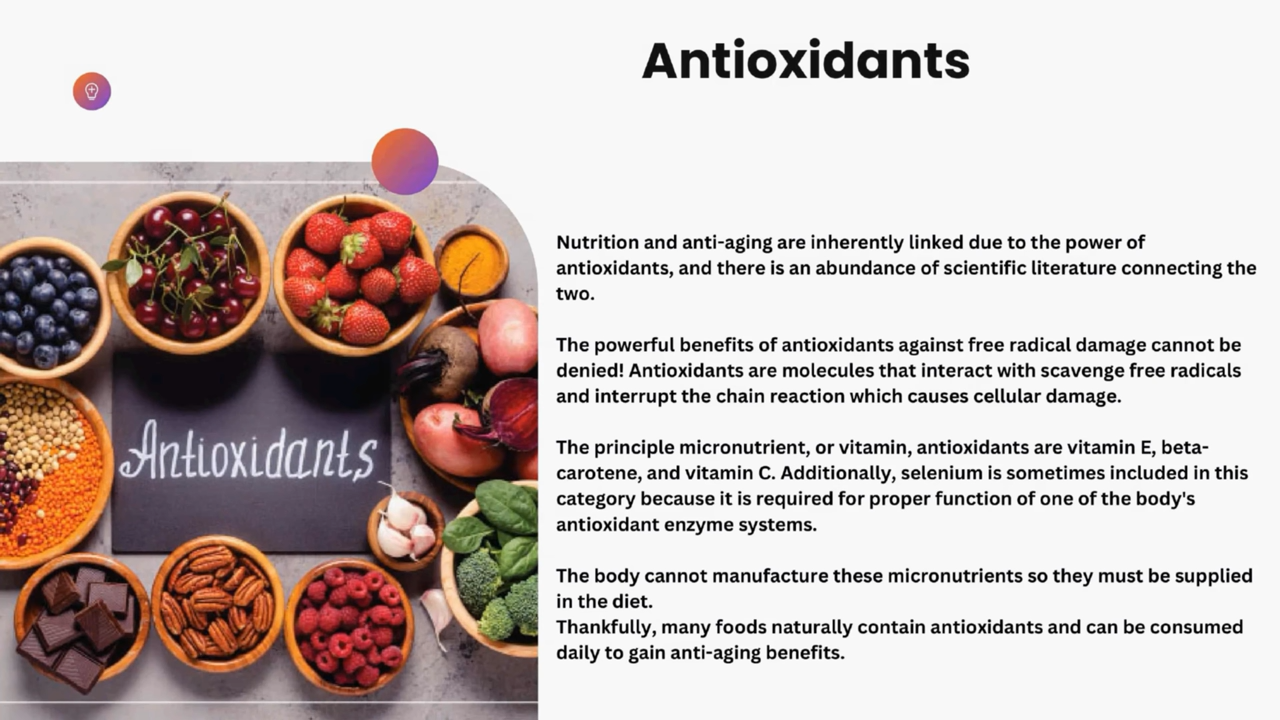 Antioxidants
Antioxidants
Nutrition and anti-aging are inherently linked due to the power of
antioxidants, and there is an abundance of scientific literature connecting the
two.
The powerful benefits of antioxidants against free radical damage cannot be
denied! Antioxidants are molecules that interact with scavenge free radicals
and interrupt the chain reaction which causes cellular damage.
The principle micronutrient, or vitamin, antioxidants are vitamin E, beta-
carotene, and vitamin C. Additionally, selenium is sometimes included in this
category because it is required for proper function of one of the body's
antioxidant enzyme systems.
The body cannot manufacture these micronutrients so they must be supplied
in the diet.
Thankfully, many foods naturally contain antioxidants and can be consumed
daily to gain anti-aging benefits.